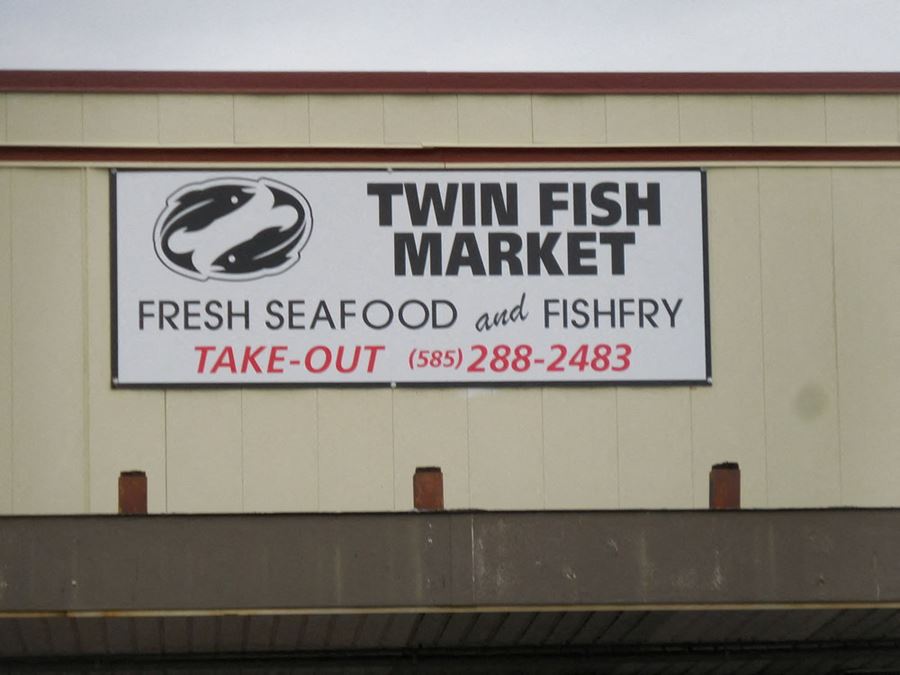 TWIN FISH
MARKET
FRESH SEAFOOD and FISHFRY
TAKE-OUT (585) 288-2483